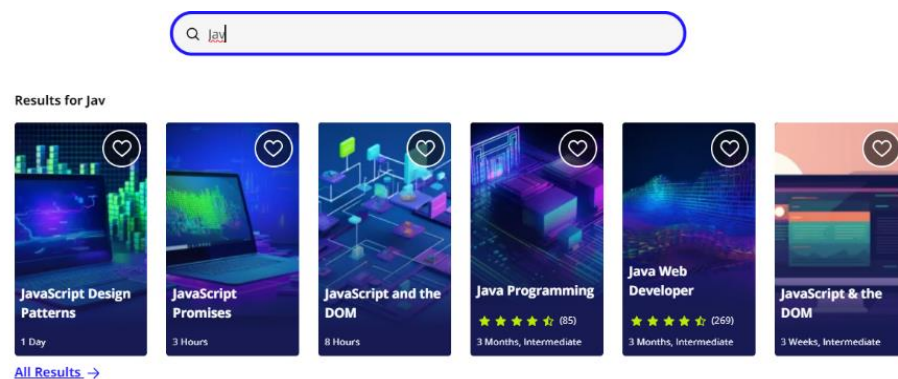 Jav
Results for Jav
JavaScript Design
Patterns
1 Day
JavaScript
Promises
3 Hours
JavaScript and the
DOM
8 Hours
Java Programming
(85)
3 Months, Intermediate
Java Web
Developer
(269)
3 Months, Intermediate
JavaScript & the
DOM
3 Weeks, Intermediate
All Results →